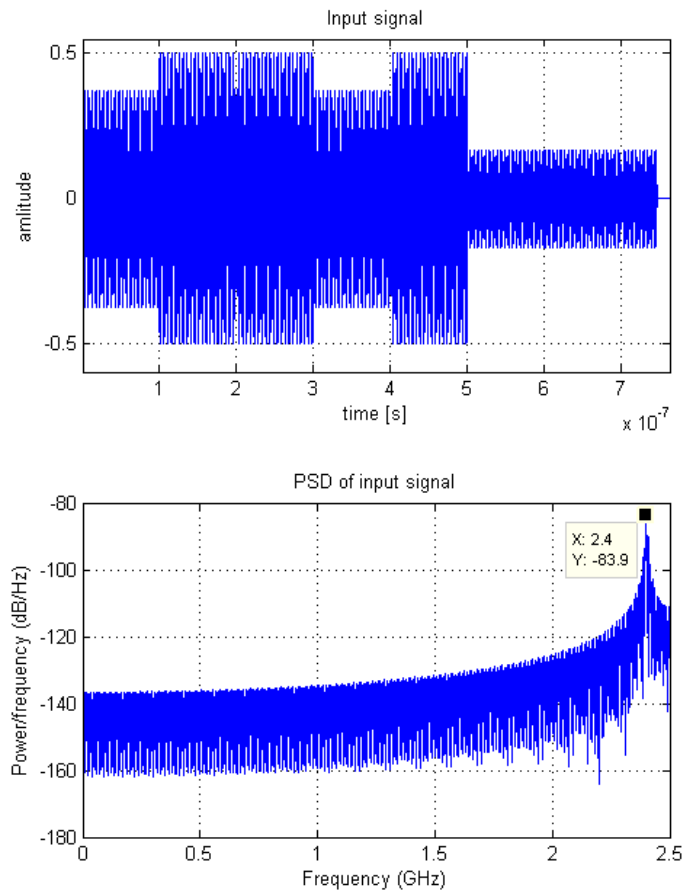 Input signal
0.5
0
-0.5
amlitude
1 2 3 4 5 6 7
time [s]
x 10^-7
PSD of input signal
-80
-100
-120
-140
-160
-180
Power/frequency (dB/Hz)
X: 2.4
Y: -83.9
0 0.5 1 1.5 2 2.5
Frequency (GHz)